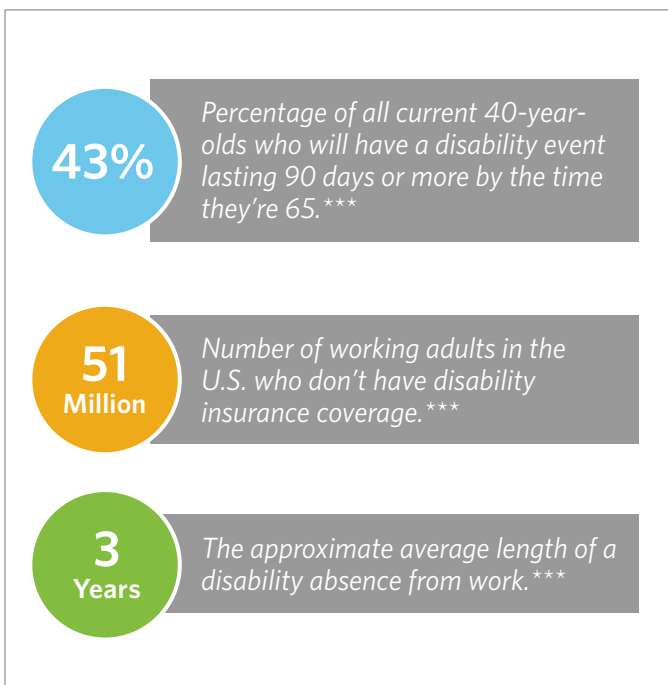 43%
Percentage of all current 40-year-
olds who will have a disability event
lasting 90 days or more by the time
they're 65.***
51
Million
Number of working adults in the
U.S. who don't have disability
insurance coverage.***
3
Years
The approximate average length of a
disability absence from work.***